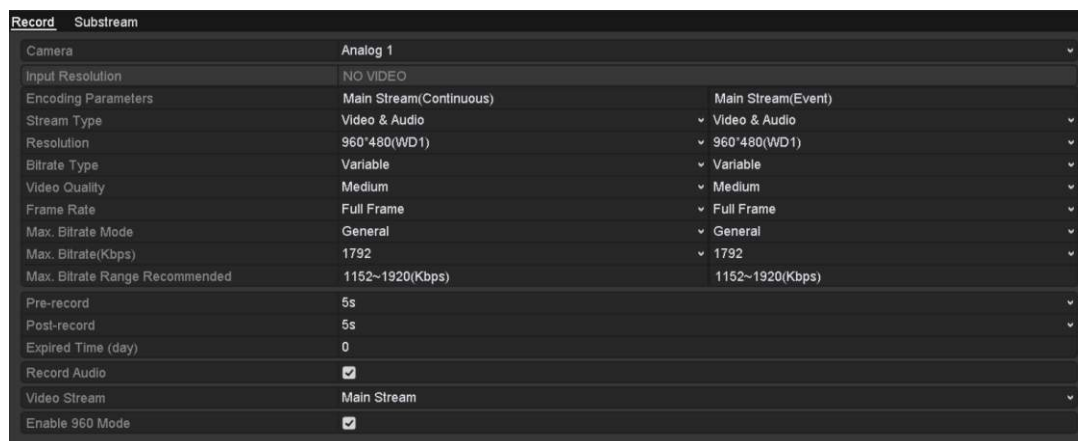 Record Substream
Camera Analog 1
Input Resolution NO VIDEO
Encoding Parameters Main Stream(Continuous) Main Stream(Event)
Stream Type Video & Audio Video & Audio
Resolution 960*480(WD1) 960*480(WD1)
Bitrate Type Variable Variable
Video Quality Medium Medium
Frame Rate Full Frame Full Frame
Max. Bitrate Mode General General
Max. Bitrate(Kbps) 1792 1792
Max. Bitrate Range Recommended 1152~1920(Kbps) 1152~1920(Kbps)
Pre-record 5s
Post-record 5s
Expired Time (day) 0
Record Audio
Video Stream Main Stream
Enable 960 Mode